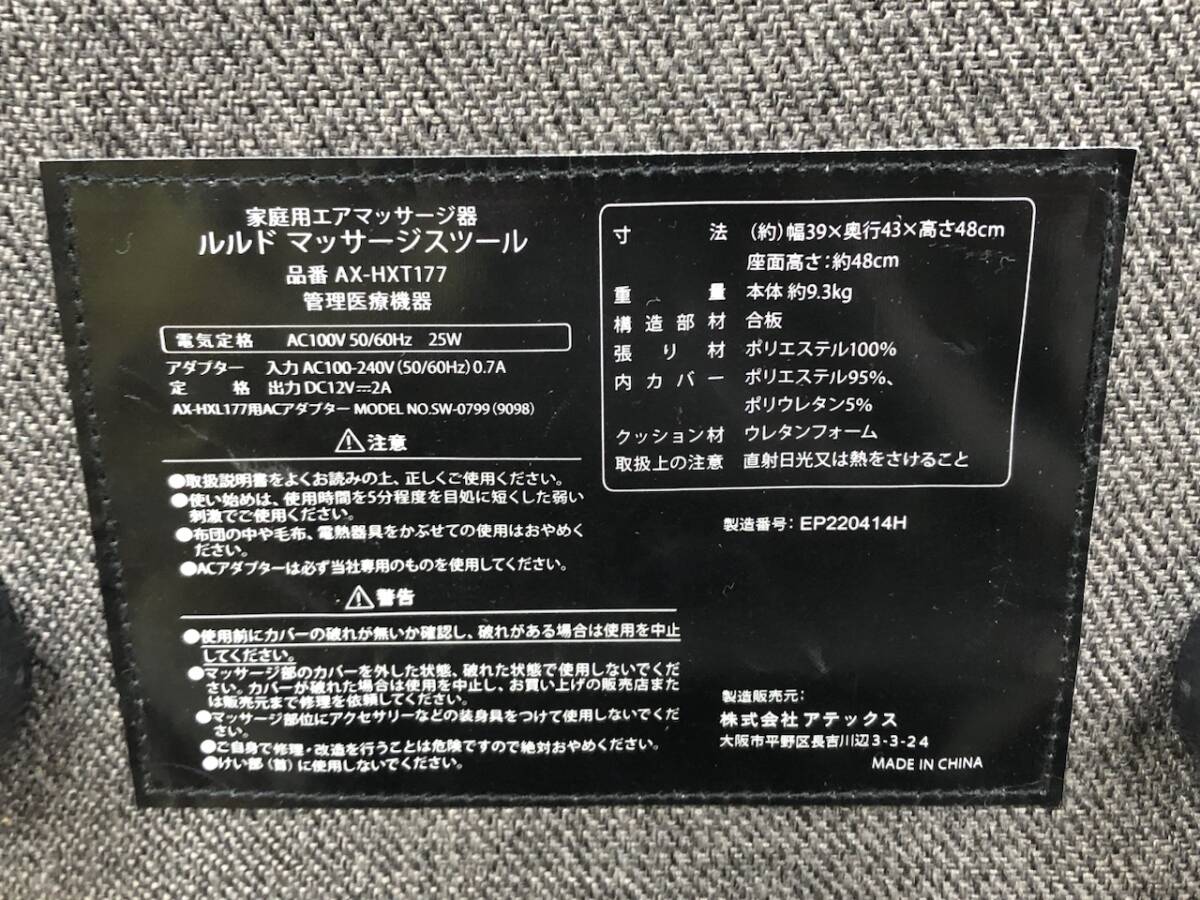 家庭用エアマッサージ器
ルルド マッサージスツール
品番 AX-HXT177
管理医療機器
電気定格 AC100V 50/60Hz 25W
アダプター 入力 AC100-240V(50/60Hz)0.7A
定格 出力 DC12V⎓2A
AX-HXL177用ACアダプター MODEL NO.SW-0799(9098)
⚠注意
●取扱説明書をよくお読みの上、正しくご使用ください。
●使い始めは、使用時間を5分程度を目処に短くした弱い
刺激でご使用ください。
●布団の中や毛布、電熱器具をかぶせての使用はおやめく
ださい。
●ACアダプターは必ず当社専用のものを使用してください。
⚠警告
●使用前にカバーの破れが無いか確認し、破れがある場合は使用を中止
してください。
●マッサージ部のカバーを外した状態、破れた状態で使用しないでくだ
さい。カバーが破れた場合は使用を中止し、お買い上げの販売店また
は販売元まで修理を依頼してください。
●マッサージ部位にアクセサリーなどの装身具をつけて使用しないでくだ
さい。
●ご自身で修理・改造を行うことは危険ですので絶対おやめください。
●けい部(首)に使用しないでください。
寸法 (約)幅39×奥行43×高さ48cm
座面高さ:約48cm
重量 本体 約9.3kg
構造部材 合板
張り材 ポリエステル100%
内カバー ポリエステル95%、
ポリウレタン5%
クッション材 ウレタンフォーム
取扱上の注意 直射日光又は熱をさけること
製造番号: EP220414H
製造販売元:
株式会社 アテックス
大阪市平野区長吉川辺3-3-24
MADE IN CHINA